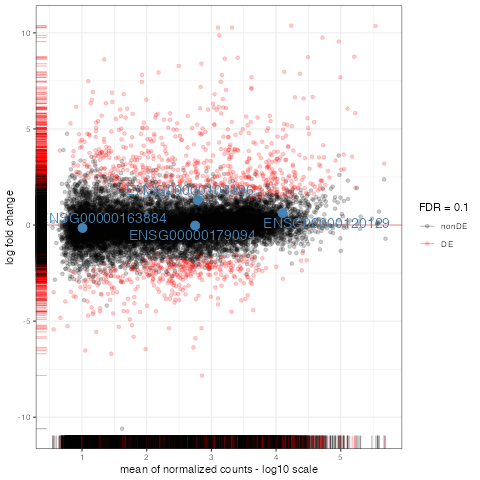 10
5
0
-5
-10
log fold change
NSG00000163884
ENSG00000179094
ENSG00000120129
1
2
3
4
5
mean of normalized counts - log10 scale
FDR = 0.1
nonDE
DE